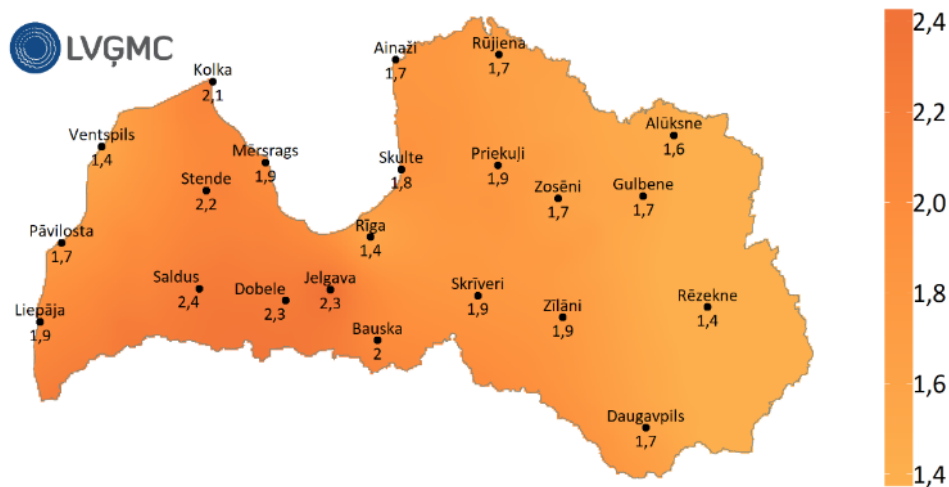 LVĢMC
Kolka
2,1
Ainaži
1,7
Rūjiena
1,7
Ventspils
1,4
Mērsrags
1,9
Stende
2,2
Skulte
1,8
Priekuļi
1,9
Alūksne
1,6
Zosēni
1,7
Gulbene
1,7
Pāvilosta
1,7
Rīga
1,4
Saldus
2,4
Dobele
2,3
Jelgava
2,3
Skrīveri
1,9
Zīlāni
1,9
Rēzekne
1,4
Liepāja
1,9
Bauska
2
Daugavpils
1,7
2,4
2,2
2,0
1,8
1,6
1,4